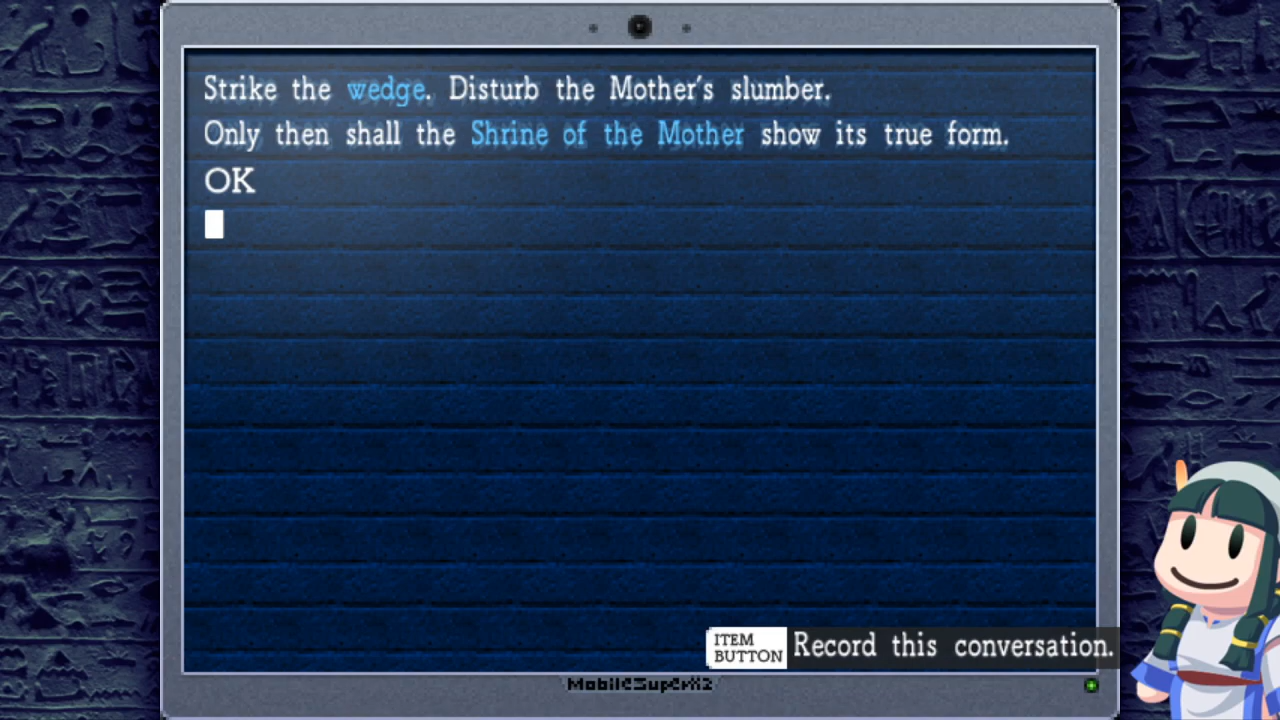 Strike the wedge. Disturb the Mother's slumber.
Only then shall the Shrine of the Mother show its true form.
OK
ITEM BUTTON Record this conversation.
MobileSuperX2